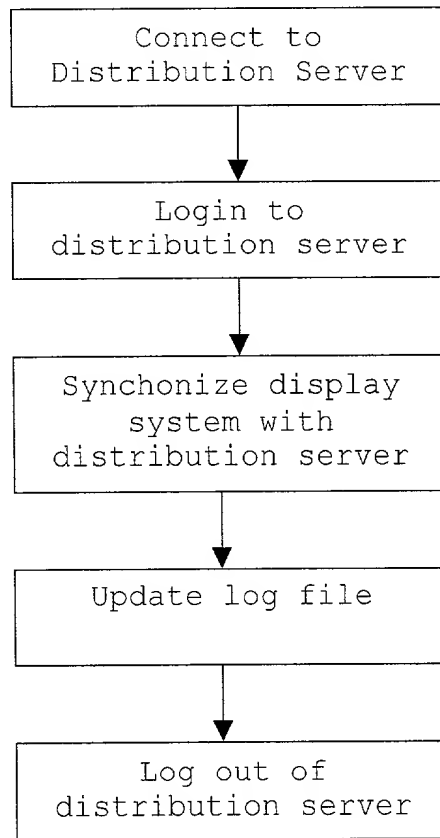 Connect to
Distribution Server
Login to
distribution server
Synchonize display
system with
distribution server
Update log file
Log out of
distribution server